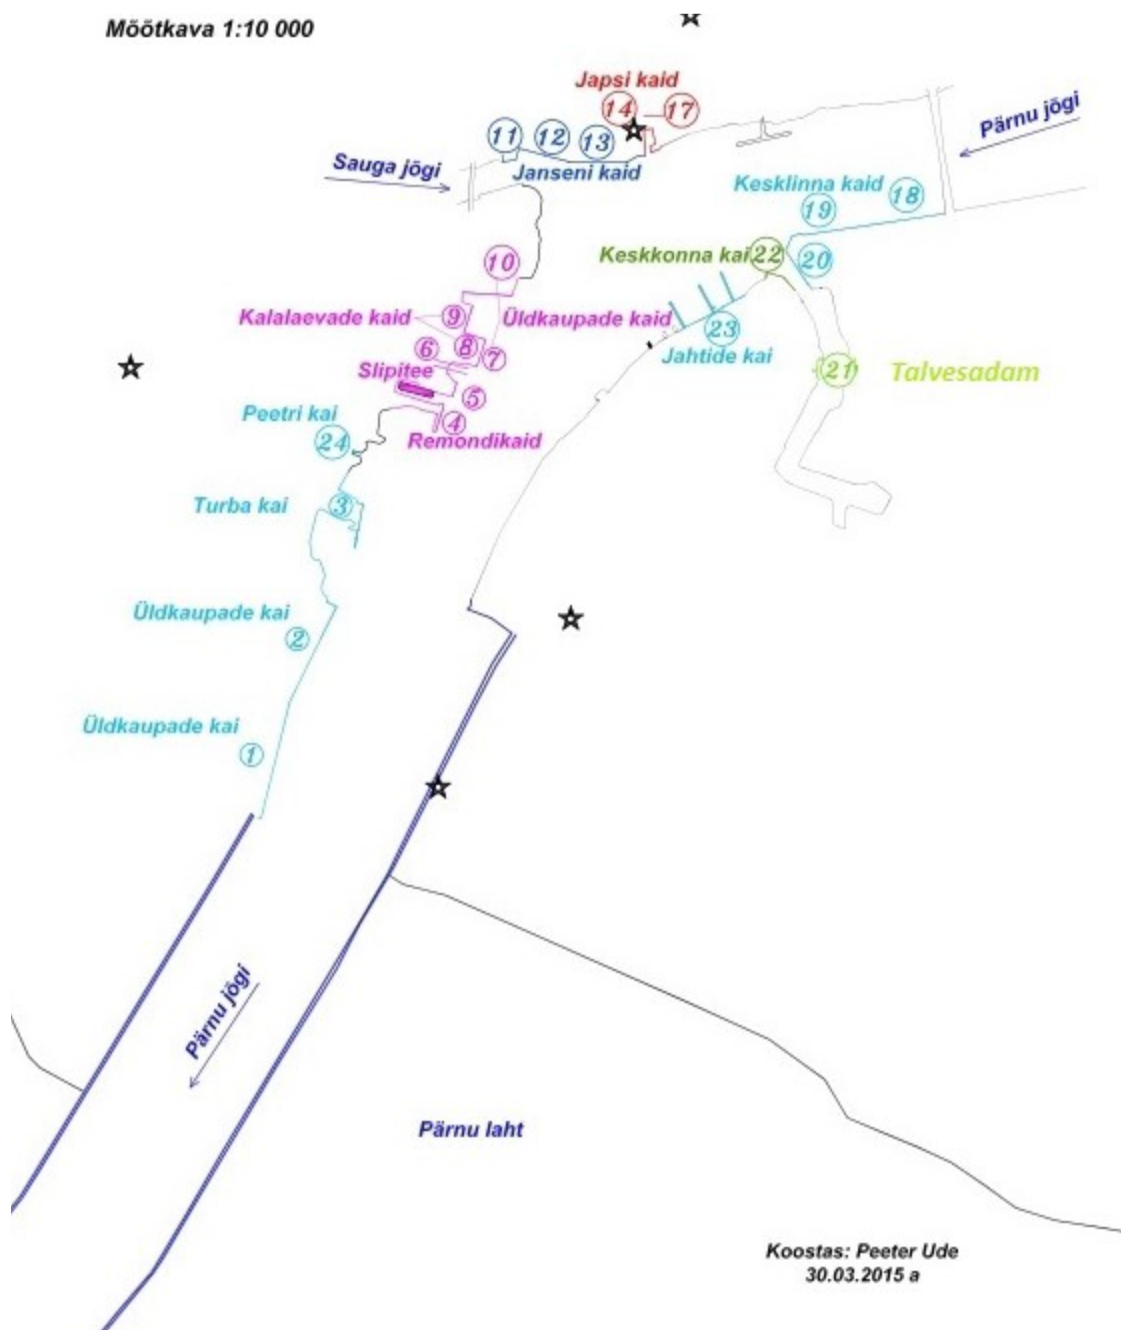 Mõõtkava 1:10 000
Japsi kaid
14 17
11 12 13
Pärnu jõgi
Sauga jõgi
Janseni kaid
Kesklinna kaid
19 18
Keskkonna kai 22
20
10
Kalalaevade kaid 9
Üldkaupade kaid
23
6 8 7
Jahtide kai
Slipitee
21
Talvesadam
5
Peetri kai
4
24
Remondikaid
Turba kai 3
Üldkaupade kai
2
Üldkaupade kai
1
Pärnu jõgi
Pärnu laht
Koostas: Peeter Ude
30.03.2015 a